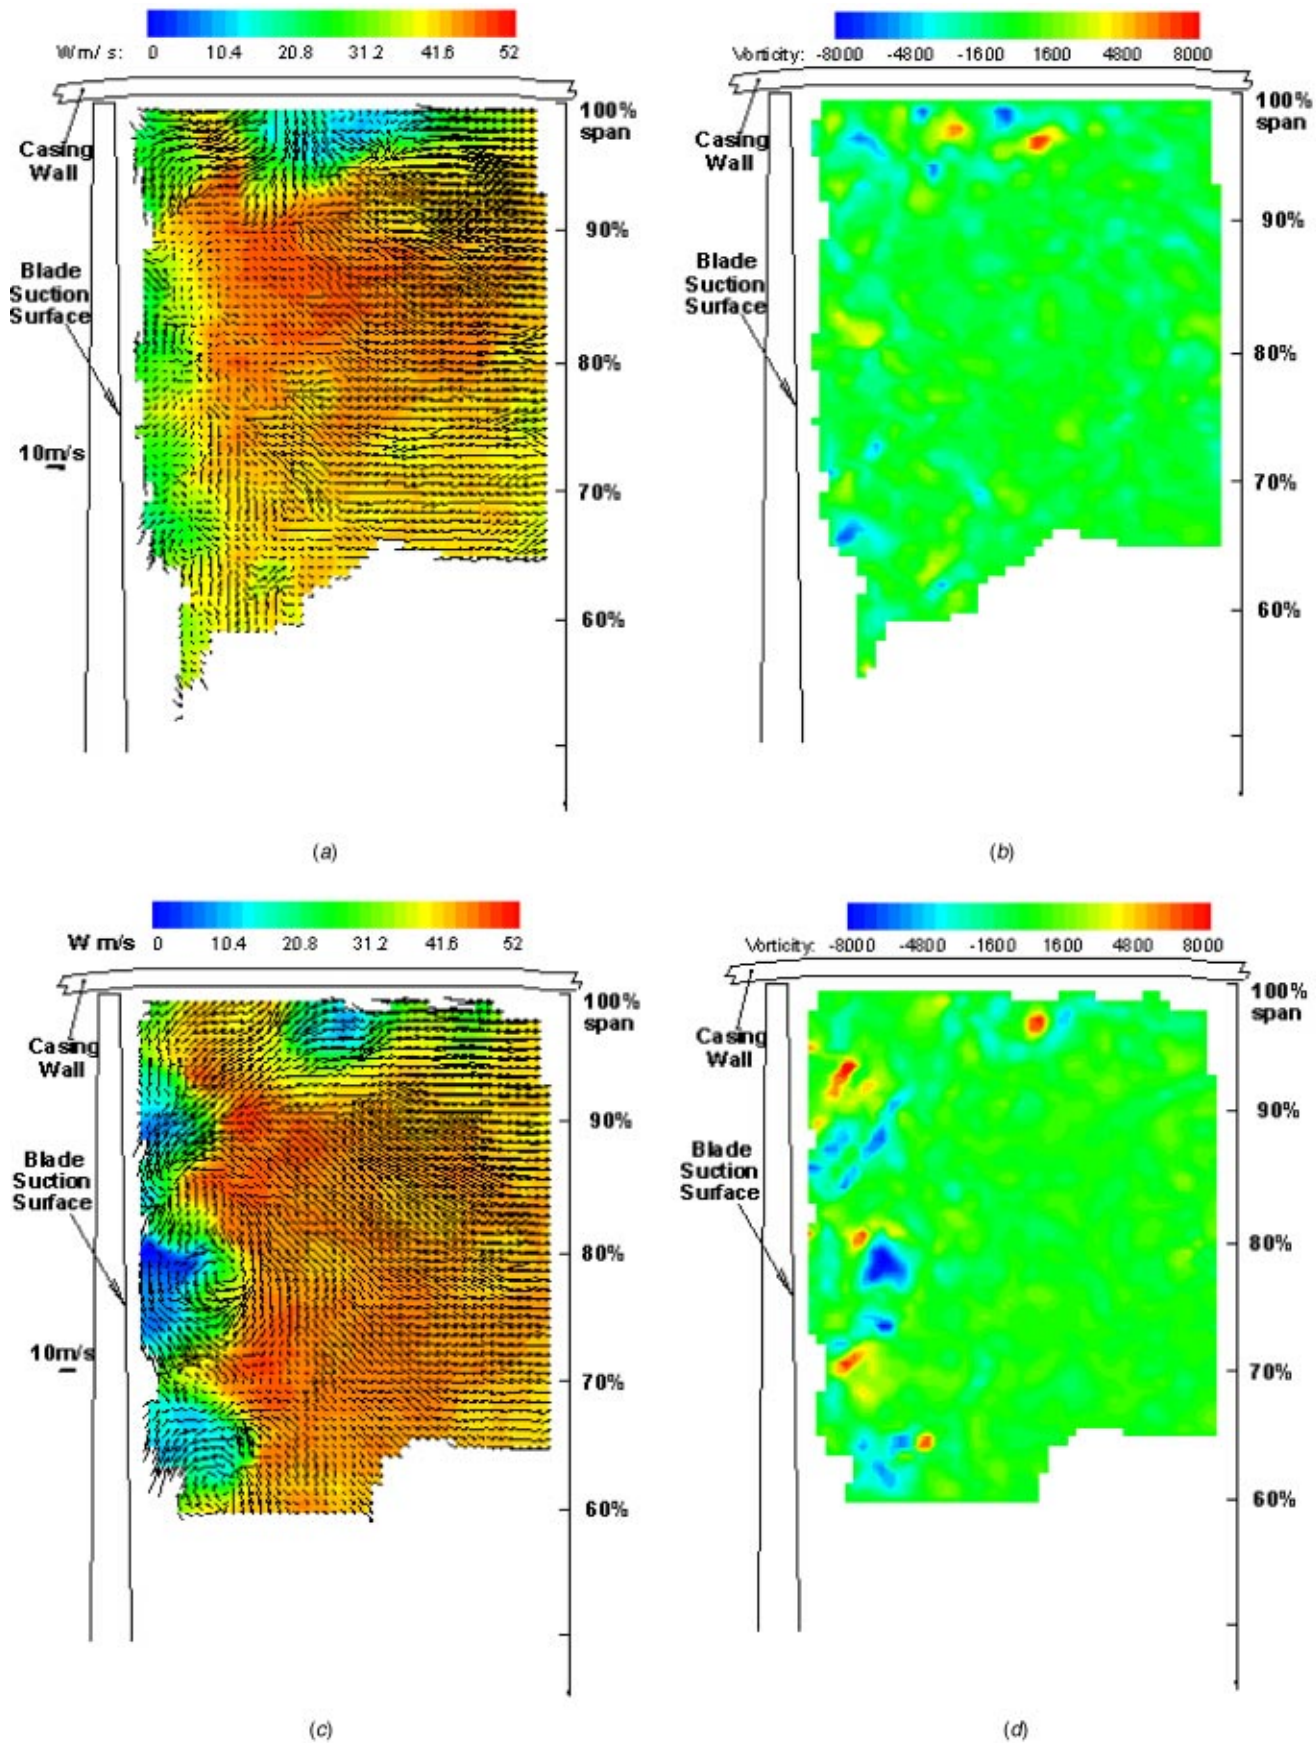 W m/ s: 0 10.4 20.8 31.2 41.6 52
Casing
Wall
Blade
Suction
Surface
10m/s
100%
span
90%
80%
70%
60%
(a)
Vorticity: -8000 -4800 -1600 1600 4800 8000
Casing
Wall
Blade
Suction
Surface
100%
span
90%
80%
70%
60%
(b)
W m/s 0 10.4 20.8 31.2 41.6 52
Casing
Wall
Blade
Suction
Surface
10m/s
100%
span
90%
80%
70%
60%
(c)
Vorticity: -8000 -4800 -1600 1600 4800 8000
Casing
Wall
Blade
Suction
Surface
100%
span
90%
80%
70%
60%
(d)